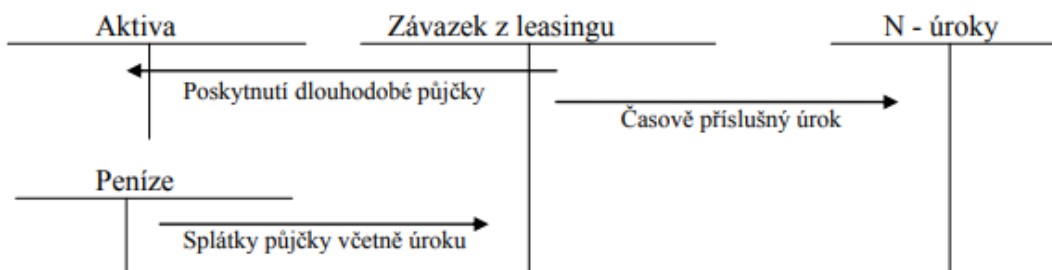 Aktiva
Závazek z leasingu
N - úroky
Poskytnutí dlouhodobé půjčky
Časově příslušný úrok
Peníze
Splátky půjčky včetně úroku